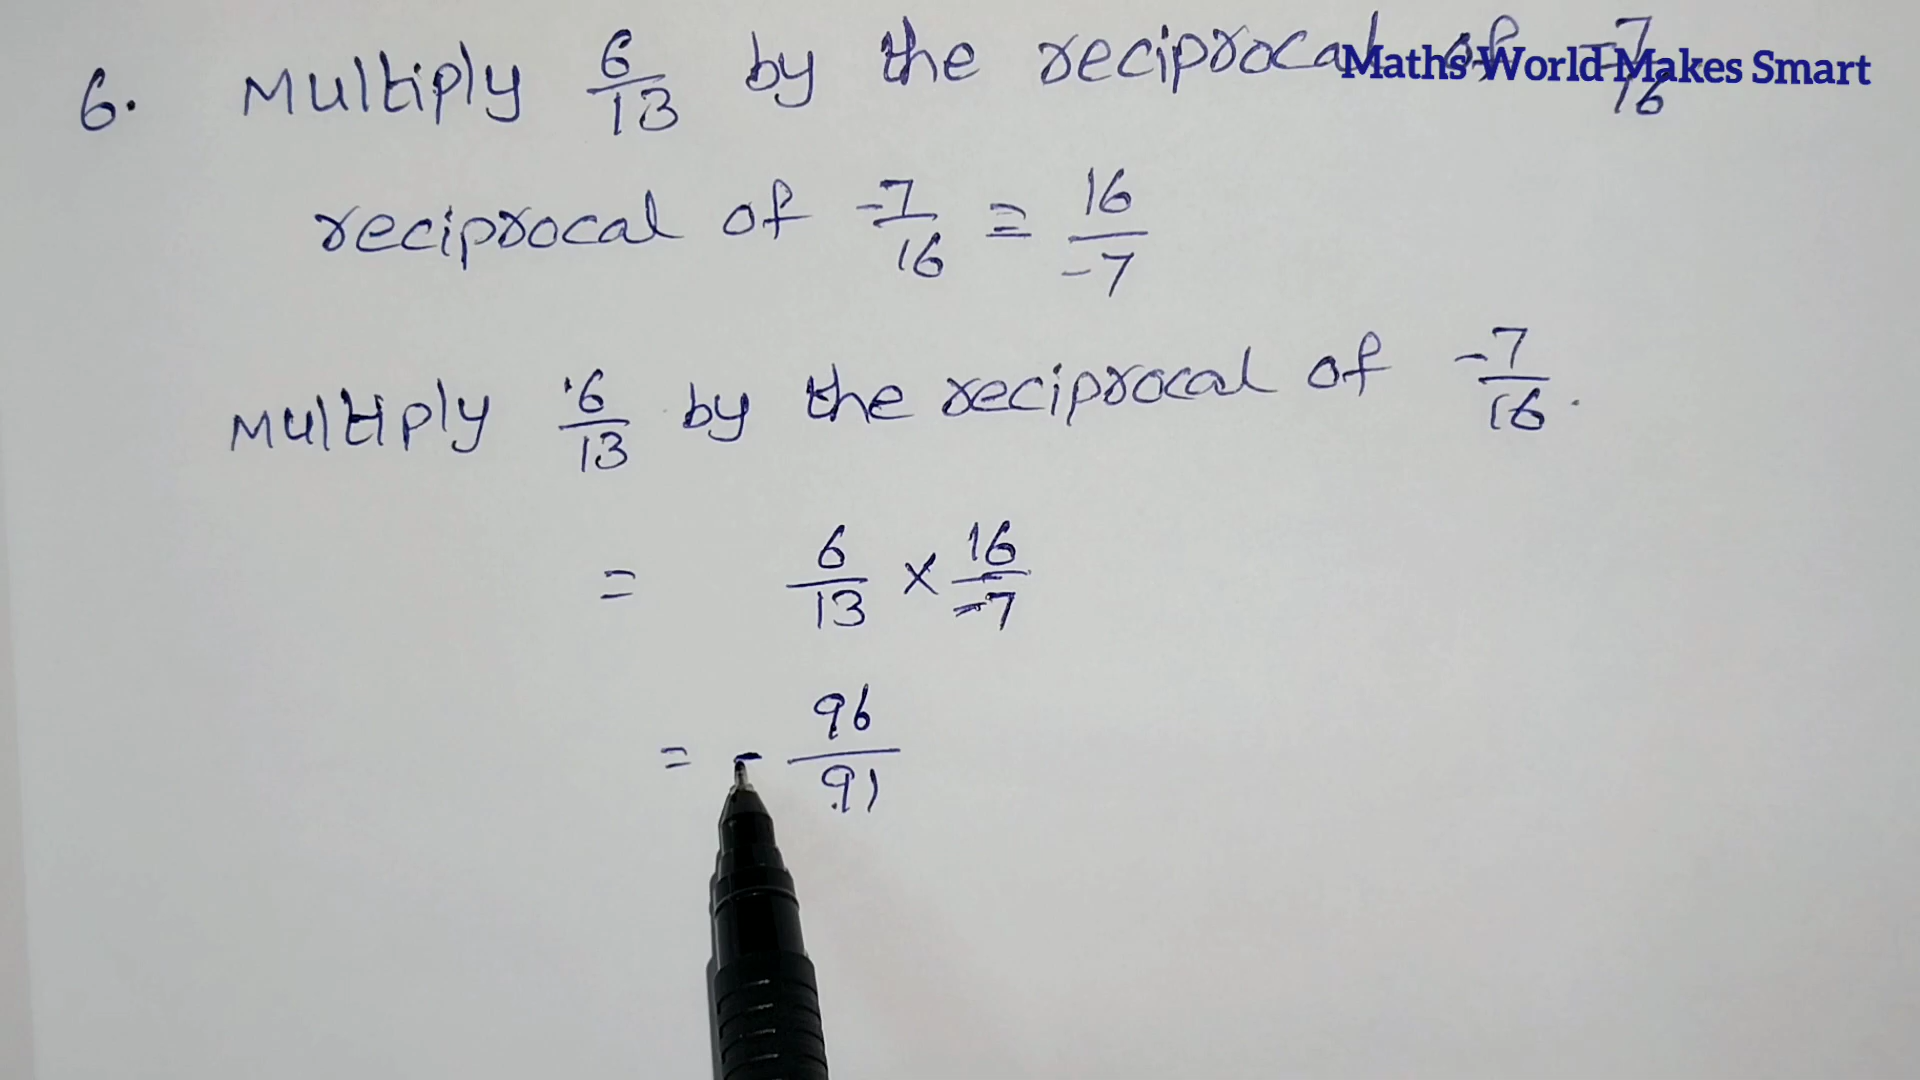 6. Multiply 6/13 by the reciprocal of -7/16
Maths World Makes Smart
reciprocal of -7/16 = 16/-7
Multiply 6/13 by the reciprocal of -7/16.
= 6/13 × 16/-7
= - 96/91